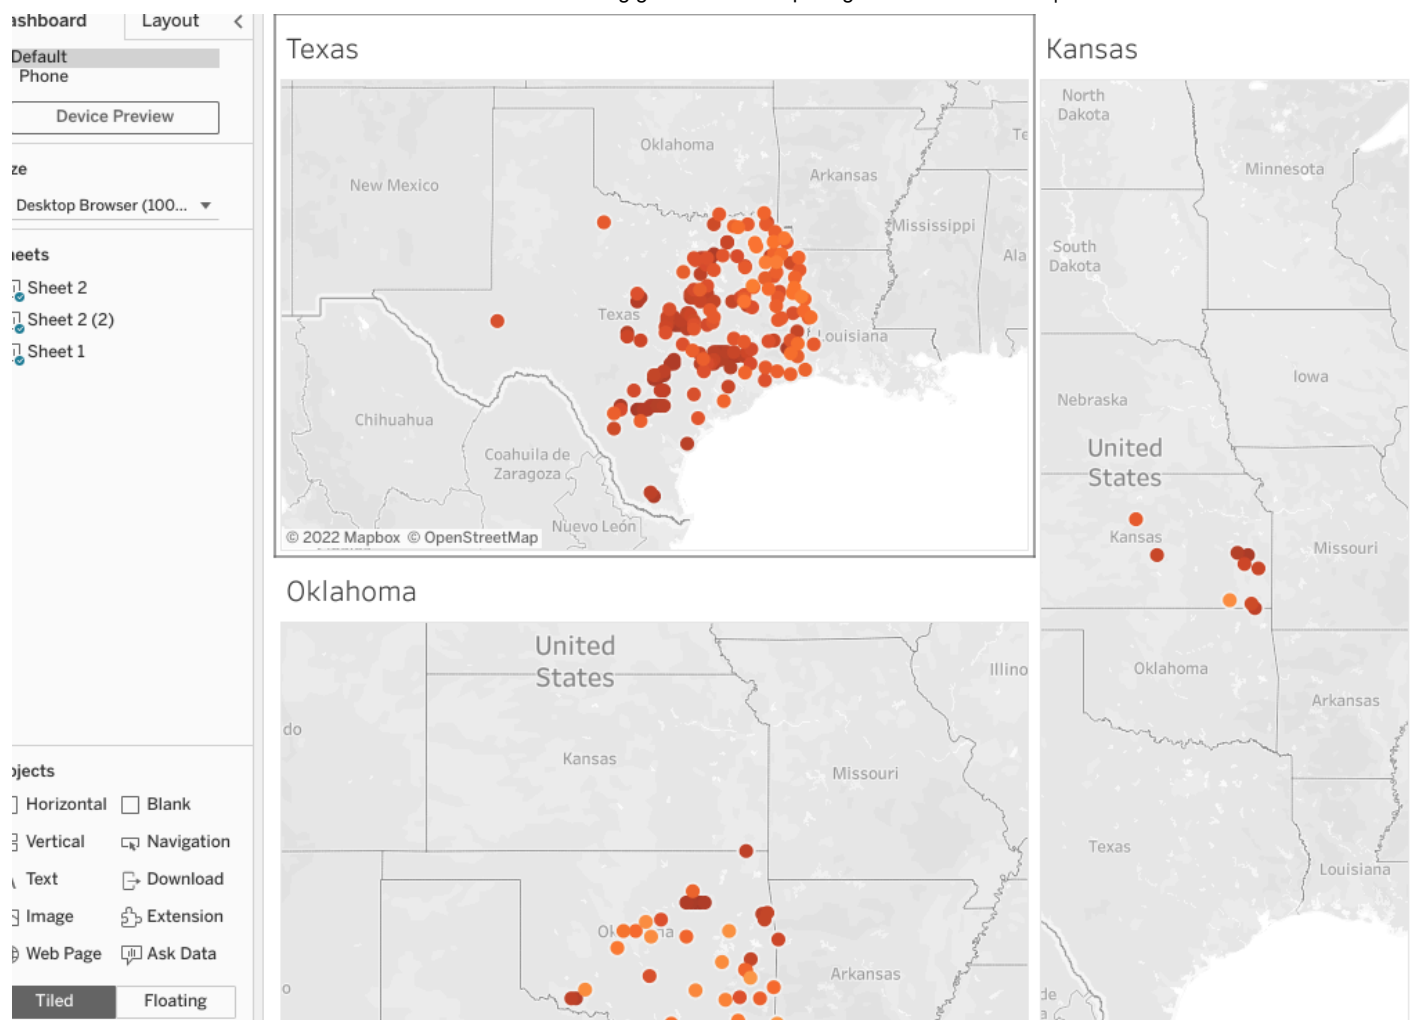 ashboard Layout
Default
Phone
Device Preview
ze
Desktop Browser (100...
eets
Sheet 2
Sheet 2 (2)
Sheet 1
jects
Horizontal Blank
Vertical Navigation
Text Download
Image Extension
Web Page Ask Data
Tiled Floating
Texas
Oklahoma
New Mexico
Arkansas
Te
Mississippi
Ala
Texas
Louisiana
Chihuahua
Coahuila de
Zaragoza
Nuevo León
© 2022 Mapbox © OpenStreetMap
Oklahoma
United
States
Illino
do
Kansas
Missouri
Arkansas
o
Kansas
North
Dakota
Minnesota
South
Dakota
Iowa
Nebraska
United
States
Kansas
Missouri
Oklahoma
Arkansas
Texas
Louisiana
de
a